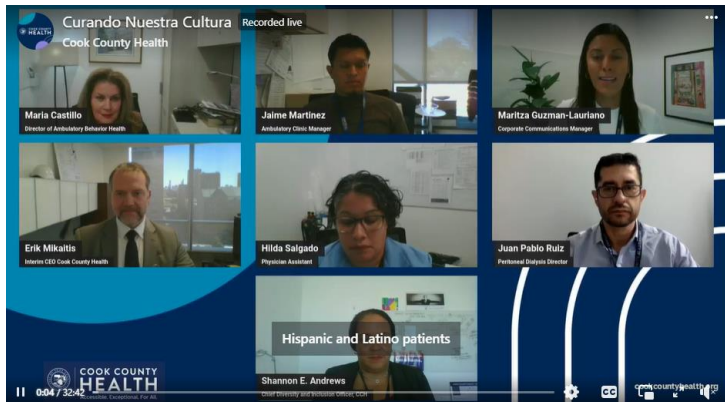 Curando Nuestra Cultura
Recorded live
COOK COUNTY
HEALTH
Cook County Health
Maria Castillo
Director of Ambulatory Behavior Health
Jaime Martinez
Ambulatory Clinic Manager
Maritza Guzman-Lauriano
Corporate Communications Manager
Erik Mikaitis
Interim CEO Cook County Health
Hilda Salgado
Physician Assistant
Juan Pablo Ruiz
Peritoneal Dialysis Director
Hispanic and Latino patients
Shannon E. Andrews
Chief Diversity and Inclusion Officer, CCH
COOK COUNTY
HEALTH
Accessible. Exceptional. For All.
0:04 / 32:42
CC
cookcountyhealth.org